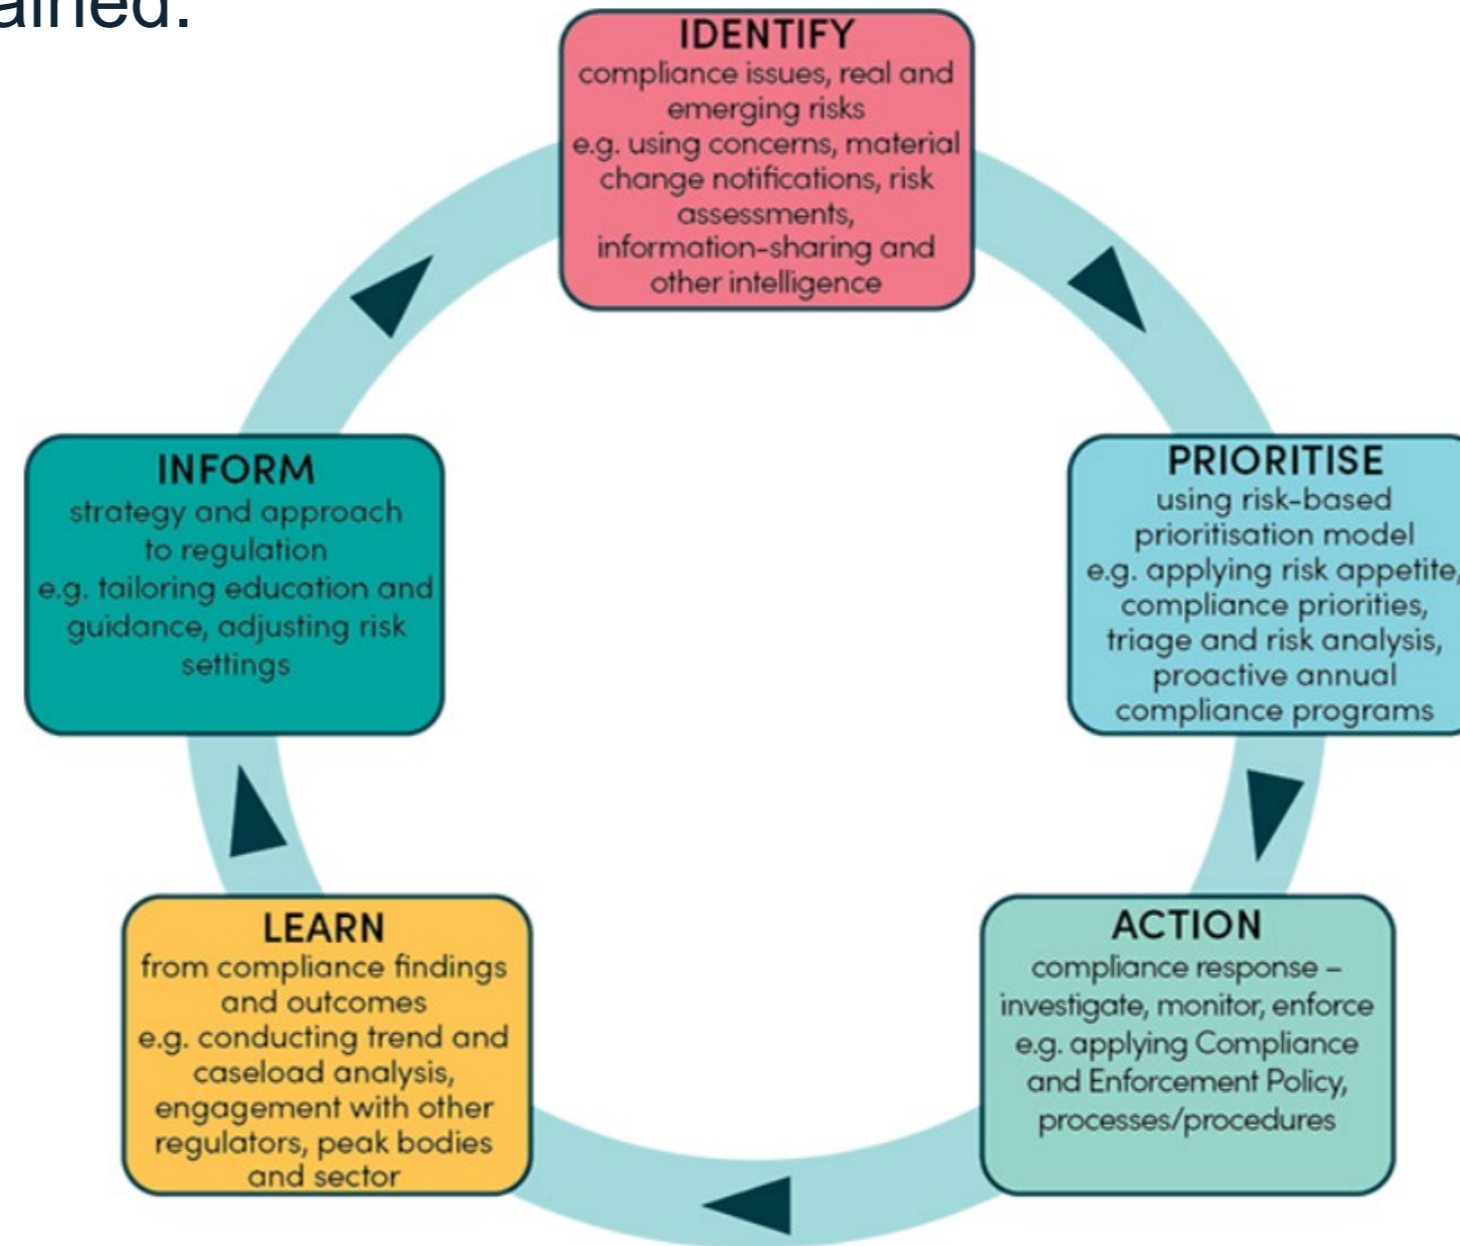 ained.
IDENTIFY
compliance issues, real and
emerging risks
e.g. using concerns, material
change notifications, risk
assessments,
information-sharing and
other intelligence
PRIORITISE
using risk-based
prioritisation model
e.g. applying risk appetite,
compliance priorities,
triage and risk analysis,
proactive annual
compliance programs
ACTION
compliance response –
investigate, monitor, enforce
e.g. applying Compliance
and Enforcement Policy,
processes/procedures
LEARN
from compliance findings
and outcomes
e.g. conducting trend and
caseload analysis,
engagement with other
regulators, peak bodies
and sector
INFORM
strategy and approach
to regulation
e.g. tailoring education and
guidance, adjusting risk
settings